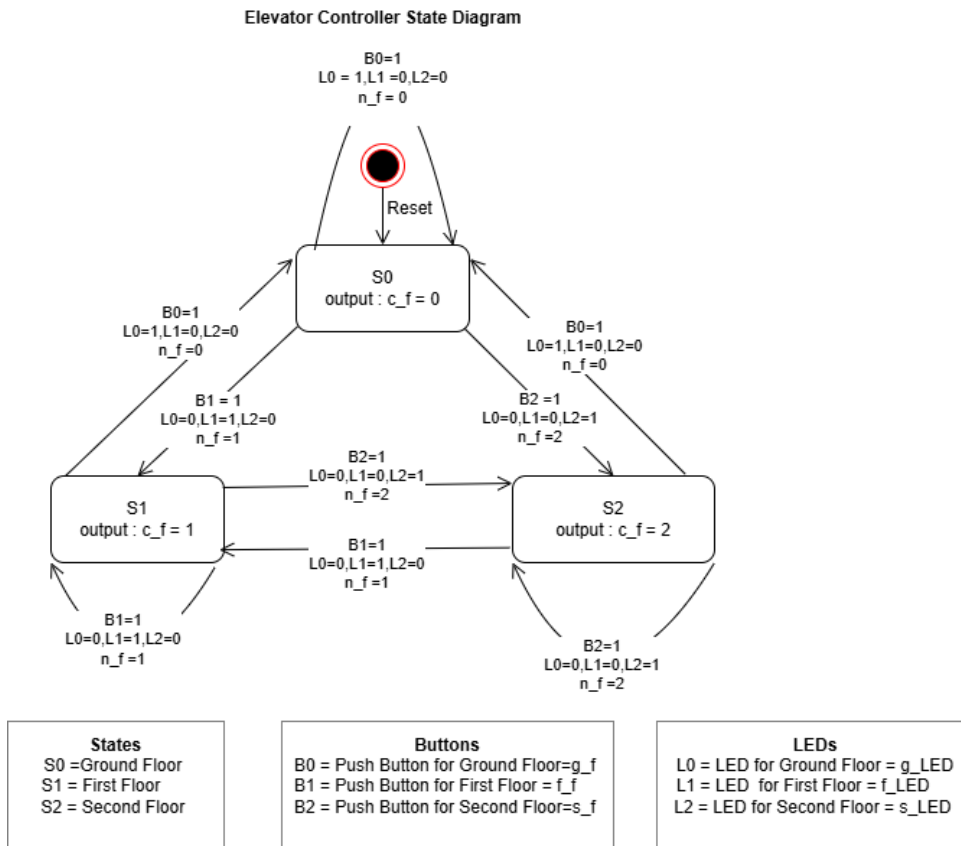 Elevator Controller State Diagram
B0=1
L0 = 1,L1 =0,L2=0
n_f = 0
Reset
S0
output : c_f = 0
B0=1
L0=1,L1=0,L2=0
n_f=0
B0=1
L0=1,L1=0,L2=0
n_f=0
B1 = 1
L0=0,L1=1,L2=0
n_f=1
B2 =1
L0=0,L1=0,L2=1
n_f=2
B2=1
L0=0,L1=0,L2=1
n_f =2
S1
output : c_f = 1
S2
output : c_f = 2
B1=1
L0=0,L1=1,L2=0
n_f=1
B1=1
L0=0,L1=1,L2=0
n_f =1
B2=1
L0=0,L1=0,L2=1
n_f =2
States
S0 =Ground Floor
S1 = First Floor
S2 = Second Floor
Buttons
B0 = Push Button for Ground Floor=g_f
B1 = Push Button for First Floor = f_f
B2 = Push Button for Second Floor=s_f
LEDs
L0 = LED for Ground Floor = g_LED
L1 = LED for First Floor = f_LED
L2 = LED for Second Floor = s_LED